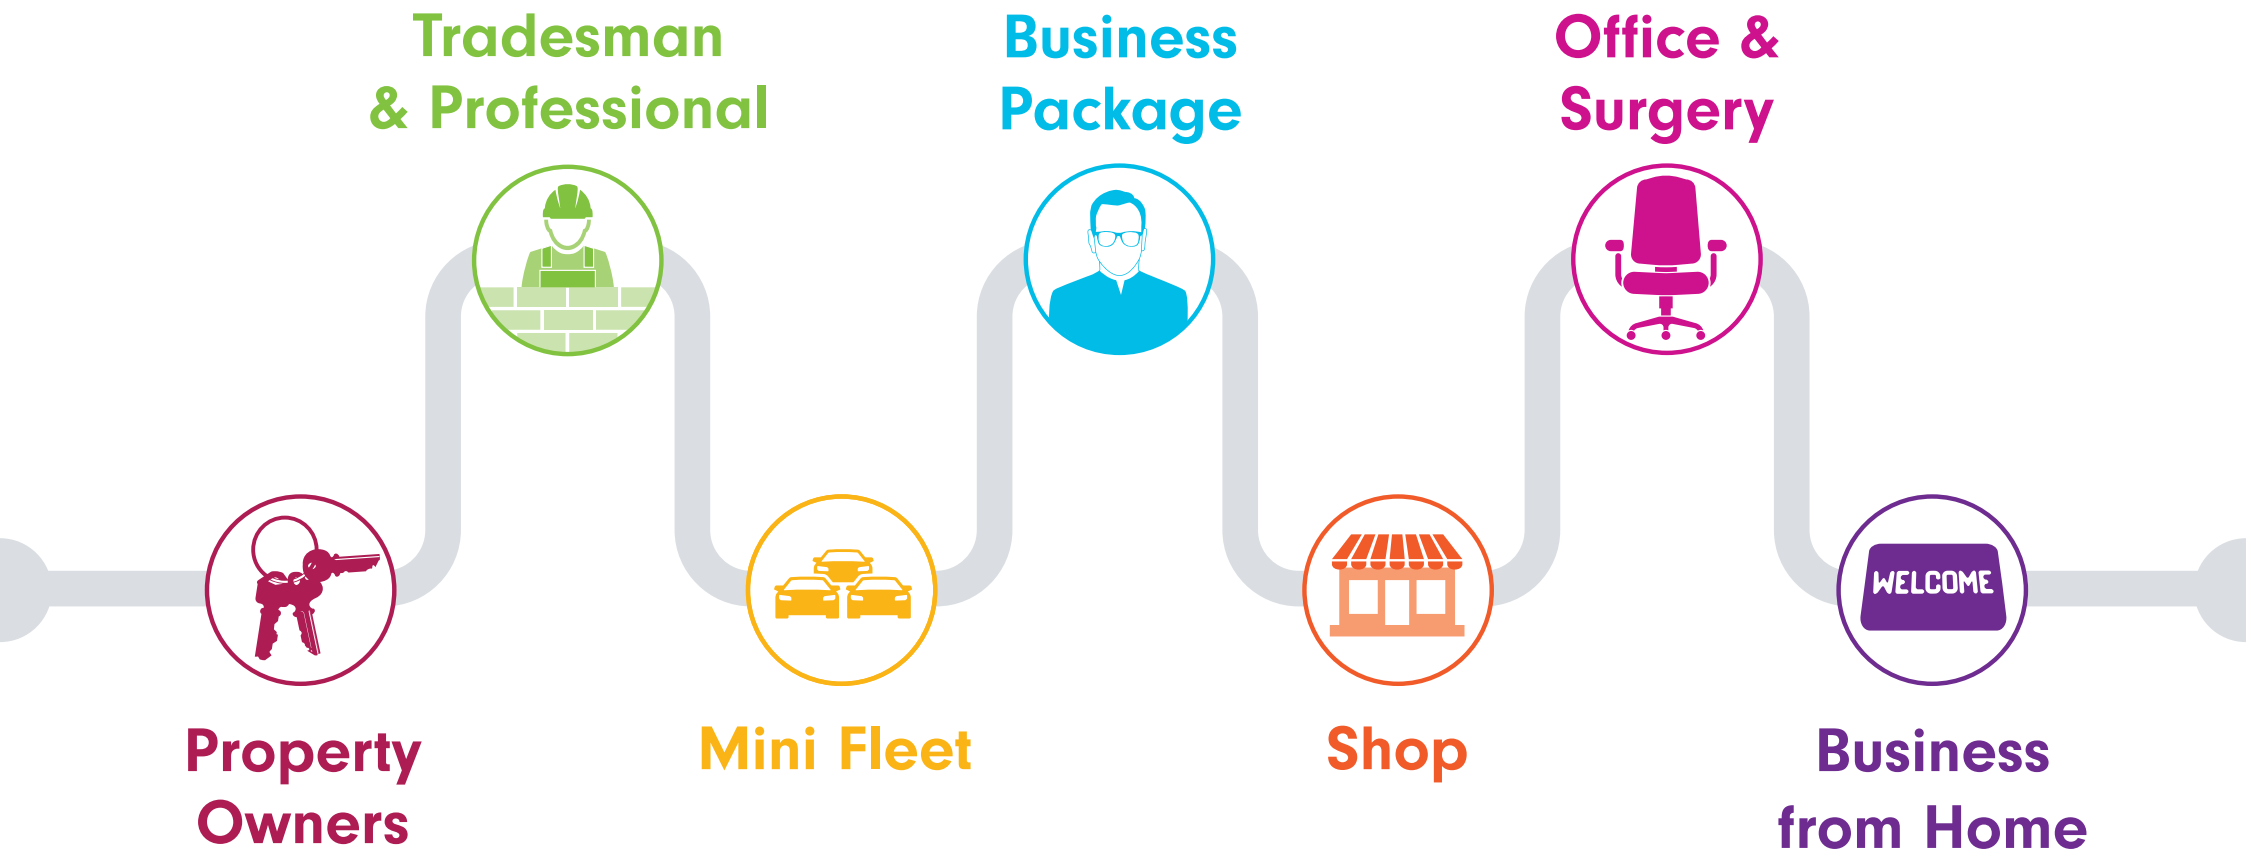 Tradesman
& Professional
Business
Package
Office &
Surgery
WELCOME
Property
Owners
Mini Fleet
Shop
Business
from Home